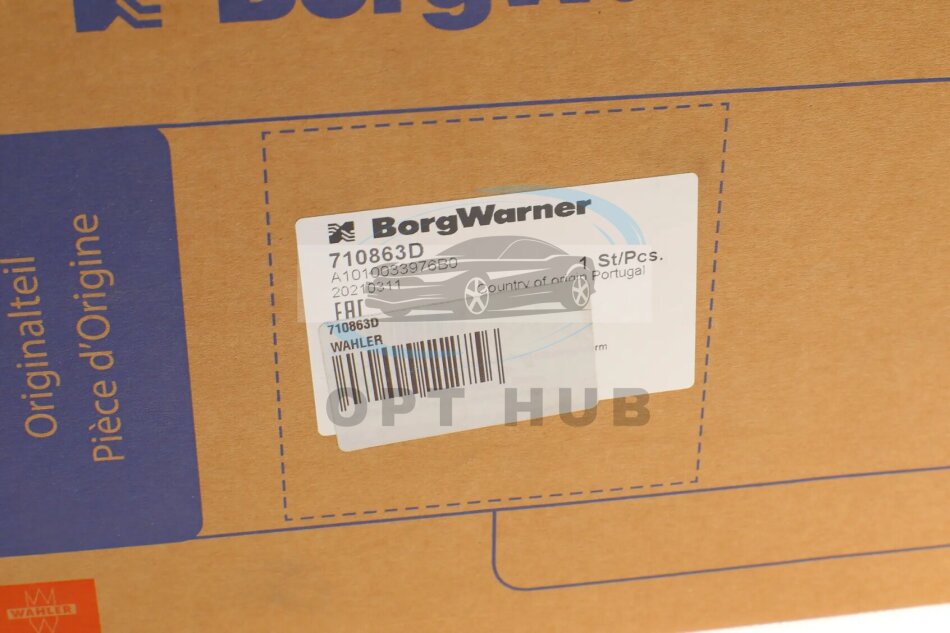 BorgWarner
Originalteil
Pièce d'Origine
BorgWarner
710863D
A1010033976B0
1 St/Pcs.
20210311
Country of origin Portugal
EAC
710863D
WAHLER
OPT HUB
WAHLER